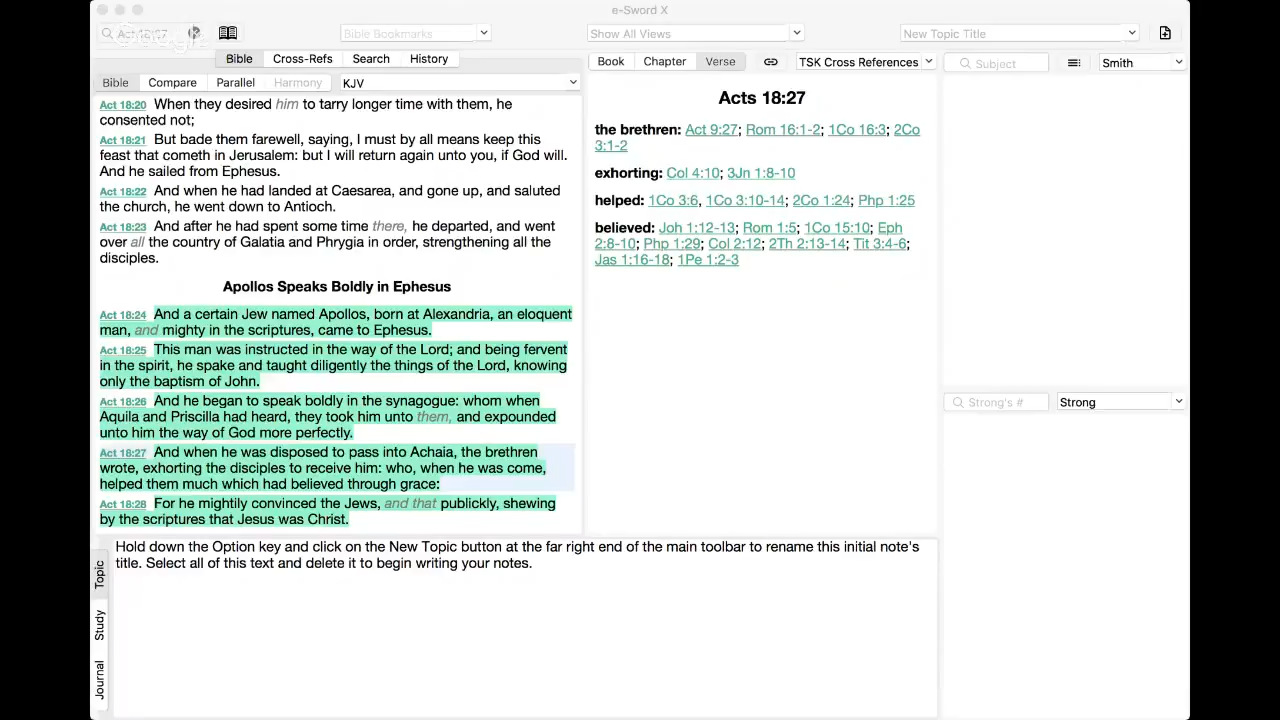 e-Sword X
Bible Bookmarks
Show All Views
New Topic Title
Bible Cross-Refs Search History
Book Chapter Verse TSK Cross References
Subject Smith
Bible Compare Parallel Harmony KJV
Act 18:20 When they desired him to tarry longer time with them, he
consented not;
Act 18:21 But bade them farewell, saying, I must by all means keep this
feast that cometh in Jerusalem: but I will return again unto you, if God will.
And he sailed from Ephesus.
Act 18:22 And when he had landed at Caesarea, and gone up, and saluted
the church, he went down to Antioch.
Act 18:23 And after he had spent some time there, he departed, and went
over all the country of Galatia and Phrygia in order, strengthening all the
disciples.
Apollos Speaks Boldly in Ephesus
Act 18:24 And a certain Jew named Apollos, born at Alexandria, an eloquent
man, and mighty in the scriptures, came to Ephesus.
Act 18:25 This man was instructed in the way of the Lord; and being fervent
in the spirit, he spake and taught diligently the things of the Lord, knowing
only the baptism of John.
Act 18:26 And he began to speak boldly in the synagogue: whom when
Aquila and Priscilla had heard, they took him unto them, and expounded
unto him the way of God more perfectly.
Act 18:27 And when he was disposed to pass into Achaia, the brethren
wrote, exhorting the disciples to receive him: who, when he was come,
helped them much which had believed through grace:
Act 18:28 For he mightily convinced the Jews, and that publickly, shewing
by the scriptures that Jesus was Christ.
Acts 18:27
the brethren: Act 9:27; Rom 16:1-2; 1Co 16:3; 2Co
3:1-2
exhorting: Col 4:10; 3Jn 1:8-10
helped: 1Co 3:6, 1Co 3:10-14; 2Co 1:24; Php 1:25
believed: Joh 1:12-13; Rom 1:5; 1Co 15:10; Eph
2:8-10; Php 1:29; Col 2:12; 2Th 2:13-14; Tit 3:4-6;
Jas 1:16-18; 1Pe 1:2-3
Strong's # Strong
Hold down the Option key and click on the New Topic button at the far right end of the main toolbar to rename this initial note's
title. Select all of this text and delete it to begin writing your notes.
Topic
Study
Journal